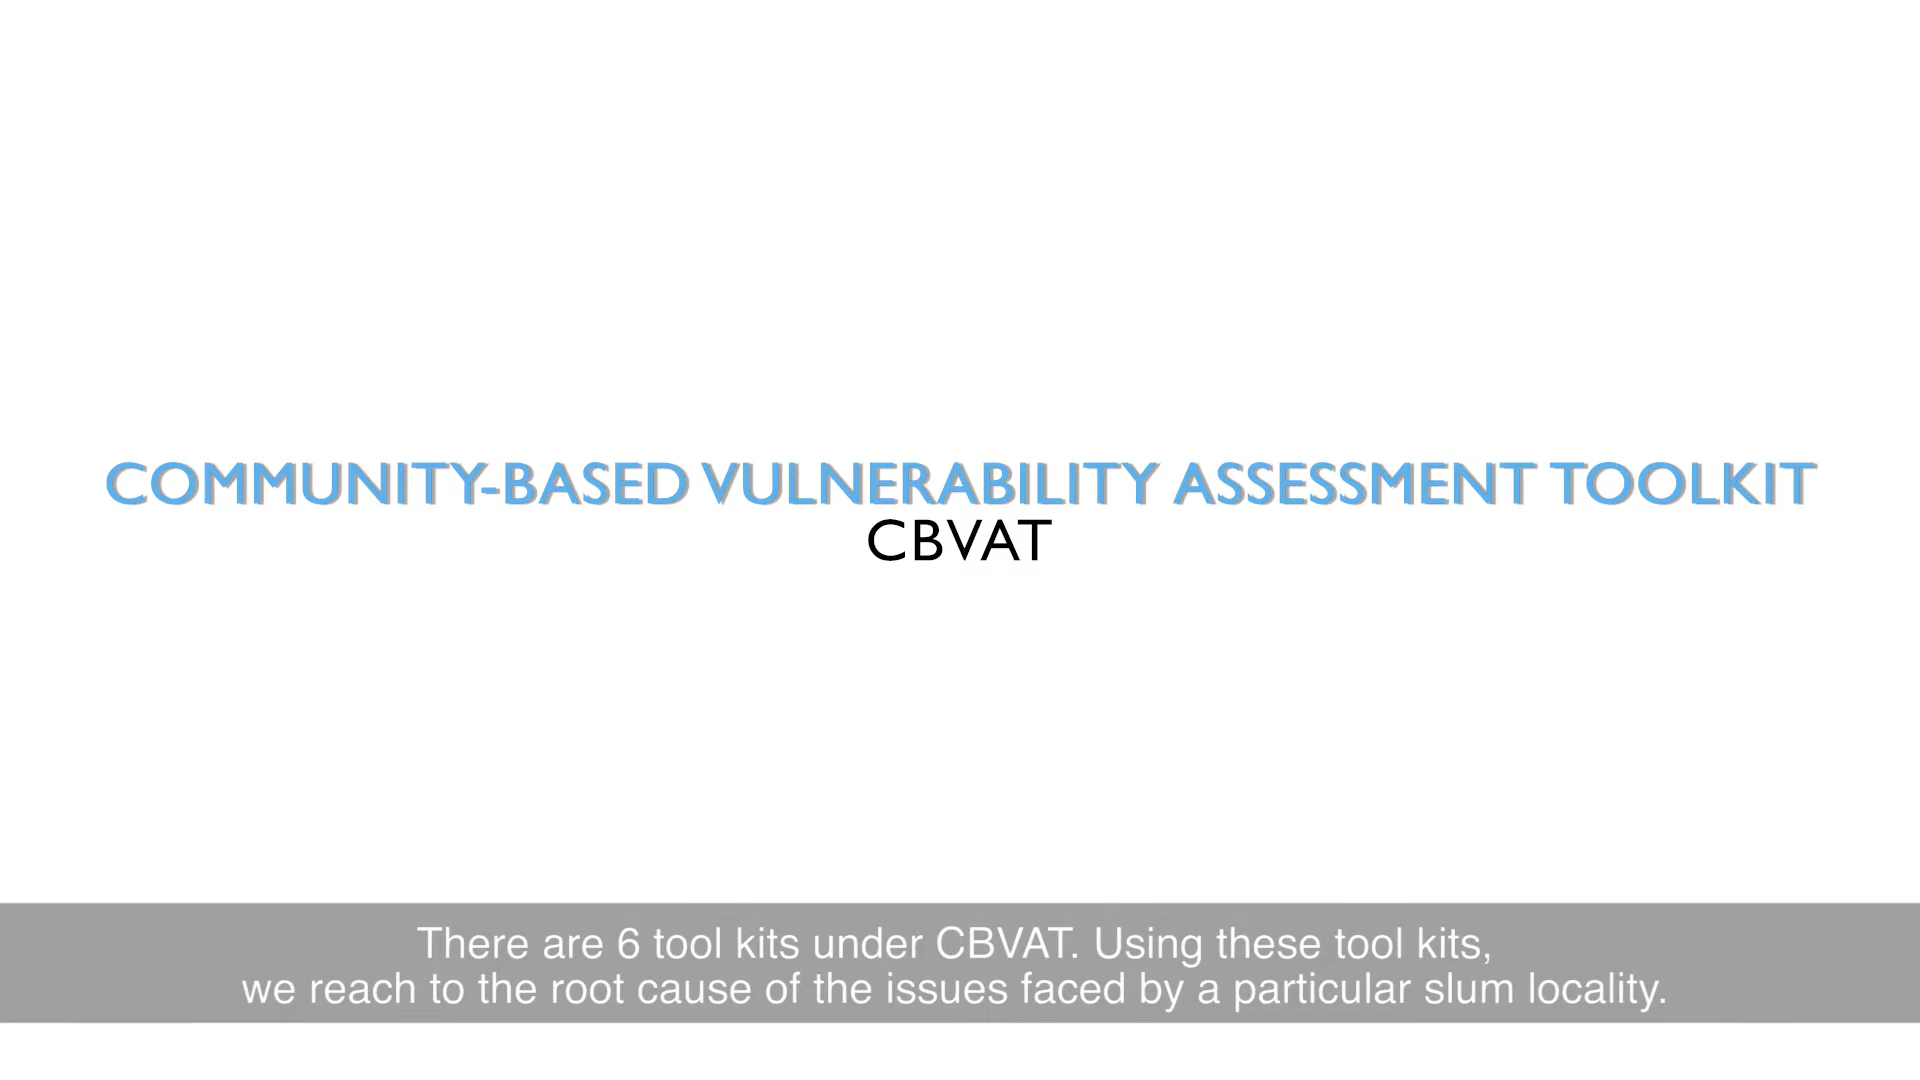 COMMUNITY-BASED VULNERABILITY ASSESSMENT TOOLKIT
CBVAT
There are 6 tool kits under CBVAT. Using these tool kits,
we reach to the root cause of the issues faced by a particular slum locality.